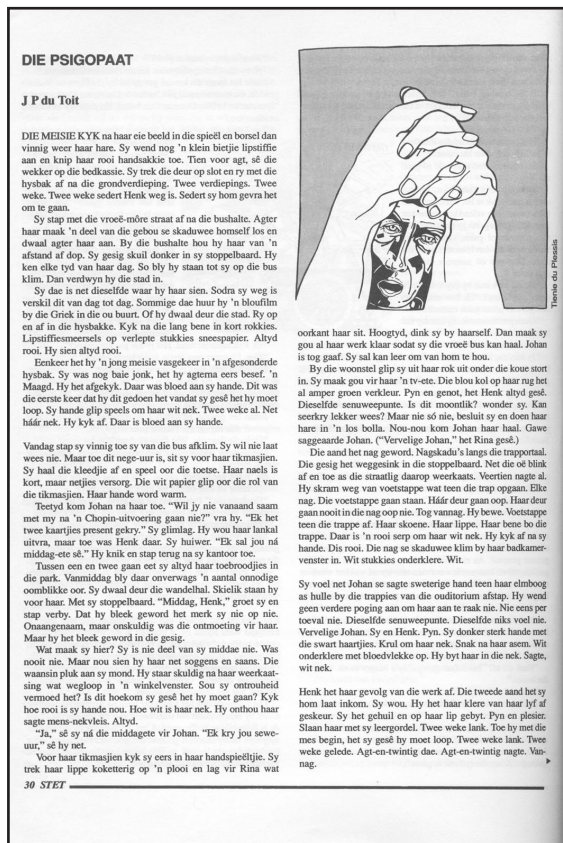 DIE PSIGOPAAT
J P du Toit
DIE MEISIE KYK na haar eie beeld in die spieël en borsel dan
vinnig weer haar hare. Sy wend nog 'n klein bietjie lipstiffie
aan en knip haar rooi handsakkie toe. Tien voor agt, sê die
wekker op die bedkassie. Sy trek die deur op slot en ry met die
hysbak af na die grondverdieping. Twee verdiepings. Twee
weke. Twee weke sedert Henk weg is. Sedert sy hom gevra het
om te gaan.
Sy stap met die vroeë-môre straat af na die bushalte. Agter
haar maak 'n deel van die gebou se skaduwee homself los en
dwaal agter haar aan. By die bushalte hou hy haar van 'n
afstand af dop. Sy gesig skuil donker in sy stoppelbaard. Hy
ken elke tyd van haar dag. So bly hy staan tot sy op die bus
klim. Dan verdwyn hy die stad in.
Sy dae is net dieselfde waar hy haar sien. Sodra sy weg is
verskil dit van dag tot dag. Sommige dae huur hy 'n bloufilm
by die Griek in die ou buurt. Of hy dwaal deur die stad. Ry op
en af in die hysbakke. Kyk na die lang bene in kort rokkies.
Lipstiffiesmeersels op verlepte stukkies sneespapier. Altyd
rooi. Hy sien altyd rooi.
Eenkeer het hy 'n jong meisie vasgekeer in 'n afgesonderde
hysbak. Sy was nog baie jonk, het hy agterna eers besef. 'n
Maagd. Hy het afgekyk. Daar was bloed aan sy hande. Dit was
die eerste keer dat hy dit gedoen het vandat sy gesê het hy moet
loop. Sy hande glip speels om haar wit nek. Twee weke al. Net
háár nek. Hy kyk af. Daar is bloed aan sy hande.
Vandag stap sy vinnig toe sy van die bus afklim. Sy wil nie laat
wees nie. Maar toe dit nege-uur is, sit sy voor haar tikmasjien.
Sy haal die kleedjie af en speel oor die toetse. Haar naels is
kort, maar netjies versorg. Die wit papier glip oor die rol van
die tikmasjien. Haar hande word warm.
Teetyd kom Johan na haar toe. "Wil jy nie vanaand saam
met my na 'n Chopin-uitvoering gaan nie?" vra hy. "Ek het
twee kaartjies present gekry." Sy glimlag. Hy wou haar lankal
uitvra, maar toe was Henk daar. Sy huiwer. "Ek sal jou ná
middag-ete sê." Hy knik en stap terug na sy kantoor toe.
Tussen een en twee gaan eet sy altyd haar toebroodjies in
die park. Vanmiddag bly daar onverwags 'n aantal onnodige
oomblikke oor. Sy dwaal deur die wandelhal. Skielik staan hy
voor haar. Met sy stoppelbaard. "Middag, Henk," groet sy en
stap verby. Dat hy bleek geword het merk sy nie op nie.
Onaangenaam, maar onskuldig was die ontmoeting vir haar.
Maar hy het bleek geword in die gesig.
Wat maak sy hier? Sy is nie deel van sy middae nie. Was
nooit nie. Maar nou sien hy haar net soggens en saans. Die
waansin pluk aan sy mond. Hy staar skuldig na haar weerkaat-
sing wat wegloop in 'n winkelvenster. Sou sy ontrouheid
vermoed het? Is dit hoekom sy gesê het hy moet gaan? Kyk
hoe rooi is sy hande nou. Hoe wit is haar nek. Hy onthou haar
sagte mens-nekvleis. Altyd.
"Ja," sê sy ná die middagete vir Johan. "Ek kry jou sewe-
uur," sê hy net.
Voor haar tikmasjien kyk sy eers in haar handspieëltjie. Sy
trek haar lippe koketterig op 'n plooi en lag vir Rina wat
30 STET
Tienie du Plessis
oorkant haar sit. Hoogtyd, dink sy by haarself. Dan maak sy
gou al haar werk klaar sodat sy die vroeë bus kan haal. Johan
is tog gaaf. Sy sal kan leer om van hom te hou.
By die woonstel glip sy uit haar rok uit onder die koue stort
in. Sy maak gou vir haar 'n tv-ete. Die blou kol op haar rug het
al amper groen verkleur. Pyn en genot, het Henk altyd gesê.
Dieselfde senuweepunte. Is dit moontlik? wonder sy. Kan
seerkry lekker wees? Maar nie só nie, besluit sy en doen haar
hare in 'n los bolla. Nou-nou kom Johan haar haal. Gawe
saggeaarde Johan. ("Vervelige Johan," het Rina gesê.)
Die aand het nag geword. Nagskadu's langs die trapportaal.
Die gesig het weggesink in die stoppelbaard. Net die oë blink
af en toe as die straatlig daarop weerkaats. Veertien nagte al.
Hy skram weg van voetstappe wat teen die trap opgaan. Elke
nag. Die voetstappe gaan staan. Háár deur gaan oop. Haar deur
gaan nooit in die nag oop nie. Tog vannag. Hy bewe. Voetstappe
teen die trappe af. Haar skoene. Haar lippe. Haar bene bo die
trappe. Daar is 'n rooi serp om haar wit nek. Hy kyk af na sy
hande. Dis rooi. Die nag se skaduwee klim by haar badkamer-
venster in. Wit stukkies onderklere. Wit.
Sy voel net Johan se sagte sweterige hand teen haar elmboog
as hulle by die trappies van die ouditorium afstap. Hy wend
geen verdere poging aan om haar aan te raak nie. Nie eens per
toeval nie. Dieselfde senuweepunte. Dieselfde niks voel nie.
Vervelige Johan. Sy en Henk. Pyn. Sy donker sterk hande met
die swart haartjies. Krul om haar nek. Snak na haar asem. Wit
onderklere met bloedvlekke op. Hy byt haar in die nek. Sagte,
wit nek.
Henk het haar gevolg van die werk af. Die tweede aand het sy
hom laat inkom. Sy wou. Hy het haar klere van haar lyf af
geskeur. Sy het gehuil en op haar lip gebyt. Pyn en plesier.
Slaan haar met sy leergordel. Twee weke lank. Toe hy met die
mes begin, het sy gesê hy moet loop. Twee weke lank. Twee
weke gelede. Agt-en-twintig dae. Agt-en-twintig nagte. Van-
nag.